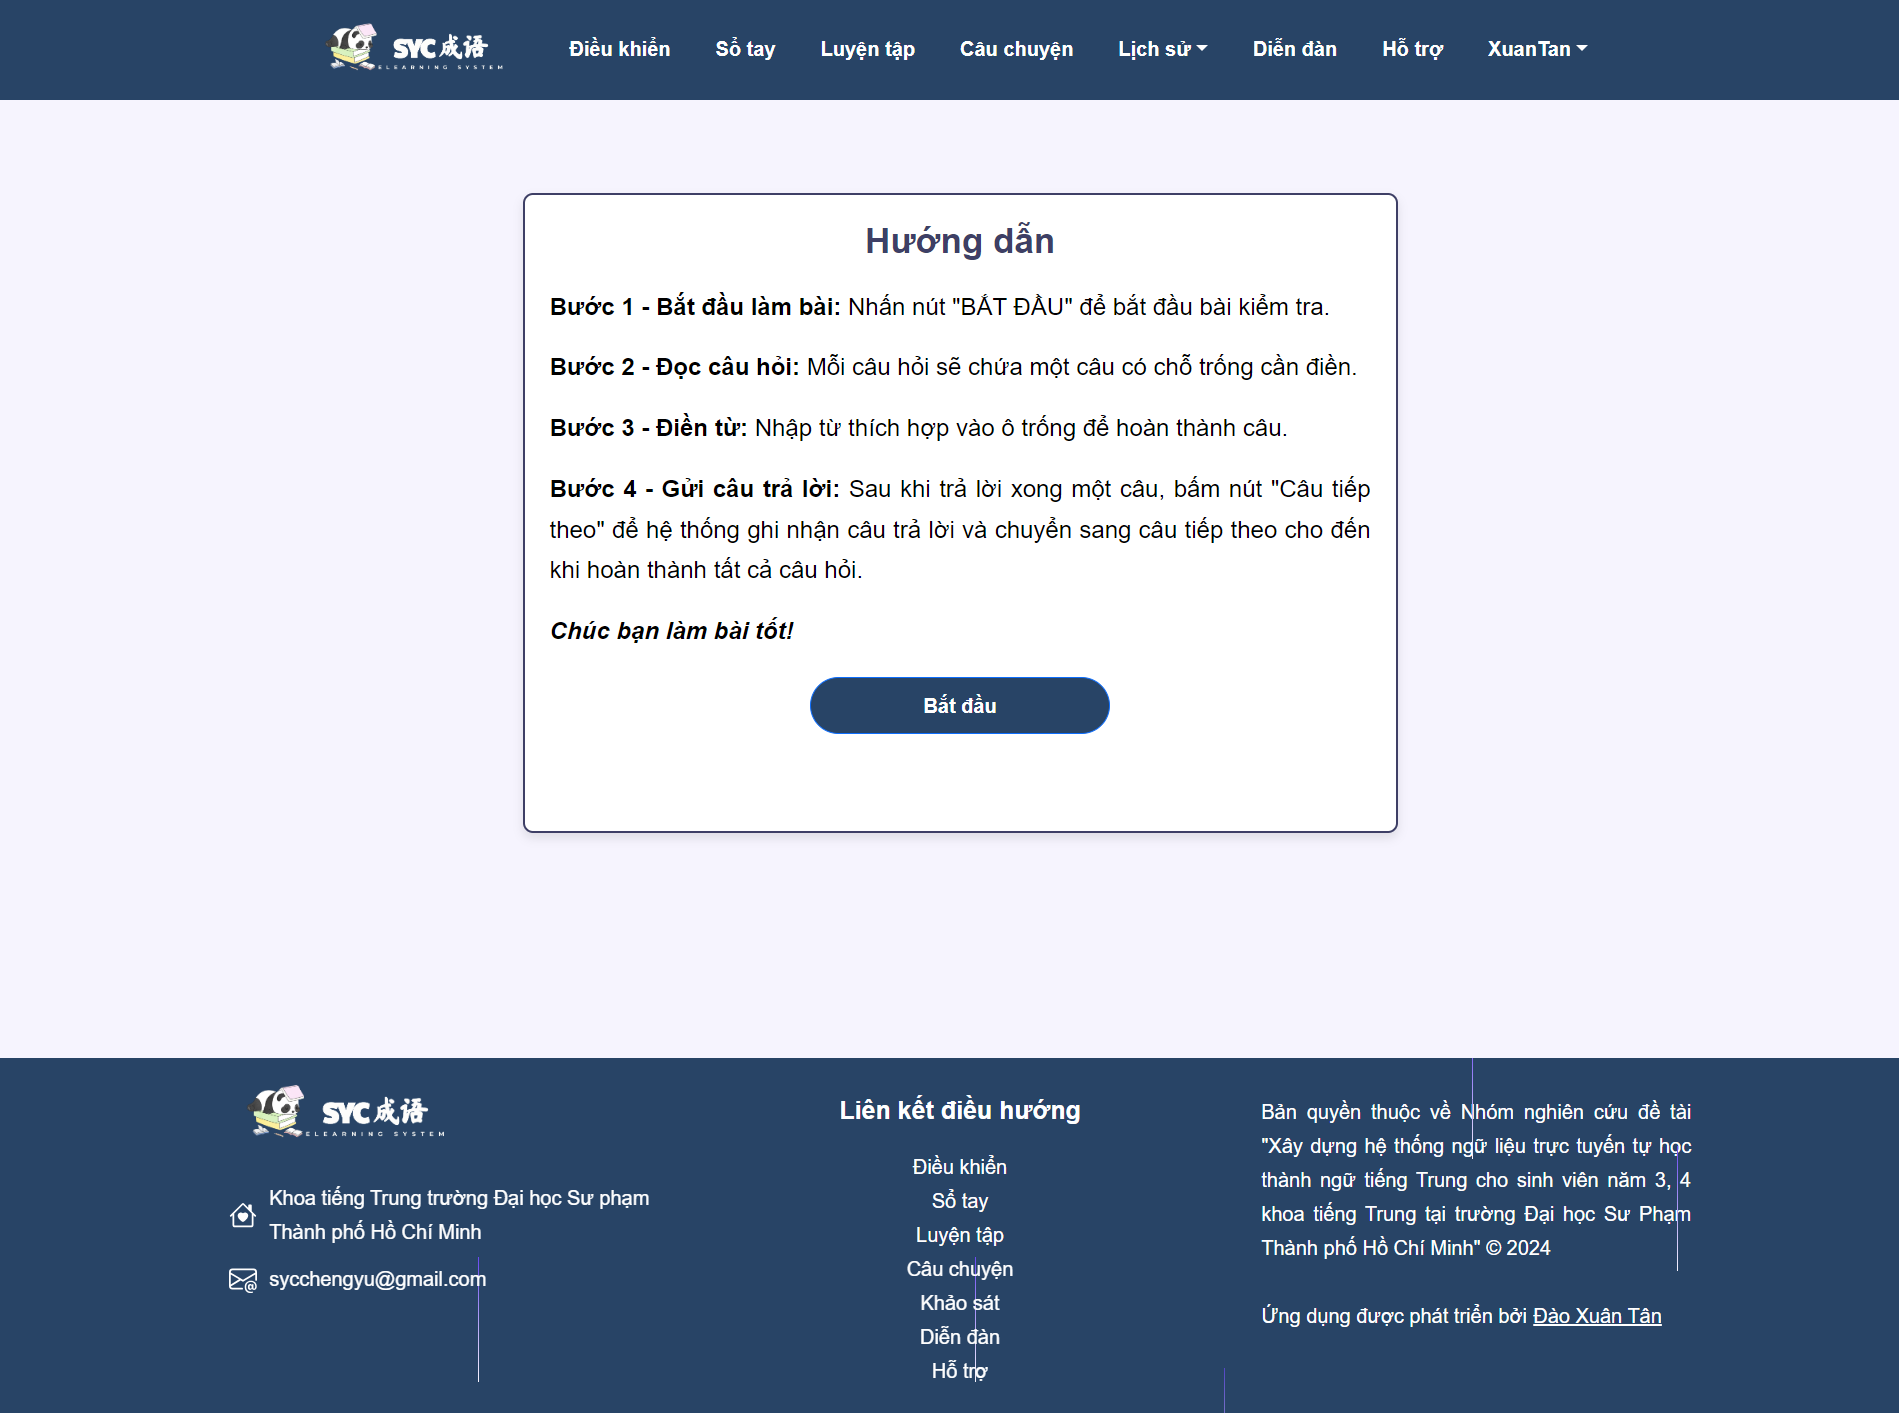 SYC成语
ELEARNING SYSTEM
Điều khiển
Sổ tay
Luyện tập
Câu chuyện
Lịch sử
Diễn đàn
Hỗ trợ
XuanTan
Hướng dẫn
Bước 1 - Bắt đầu làm bài: Nhấn nút "BẮT ĐẦU" để bắt đầu bài kiểm tra.
Bước 2 - Đọc câu hỏi: Mỗi câu hỏi sẽ chứa một câu có chỗ trống cần điền.
Bước 3 - Điền từ: Nhập từ thích hợp vào ô trống để hoàn thành câu.
Bước 4 - Gửi câu trả lời: Sau khi trả lời xong một câu, bấm nút "Câu tiếp
theo" để hệ thống ghi nhận câu trả lời và chuyển sang câu tiếp theo cho đến
khi hoàn thành tất cả câu hỏi.
Chúc bạn làm bài tốt!
Bắt đầu
SYC成语
ELEARNING SYSTEM
Khoa tiếng Trung trường Đại học Sư phạm
Thành phố Hồ Chí Minh
sycchengyu@gmail.com
Liên kết điều hướng
Điều khiển
Sổ tay
Luyện tập
Câu chuyện
Khảo sát
Diễn đàn
Hỗ trợ
Bản quyền thuộc về Nhóm nghiên cứu đề tài
"Xây dựng hệ thống ngữ liệu trực tuyến tự học
thành ngữ tiếng Trung cho sinh viên năm 3, 4
khoa tiếng Trung tại trường Đại học Sư Phạm
Thành phố Hồ Chí Minh" © 2024
Ứng dụng được phát triển bởi Đào Xuân Tân